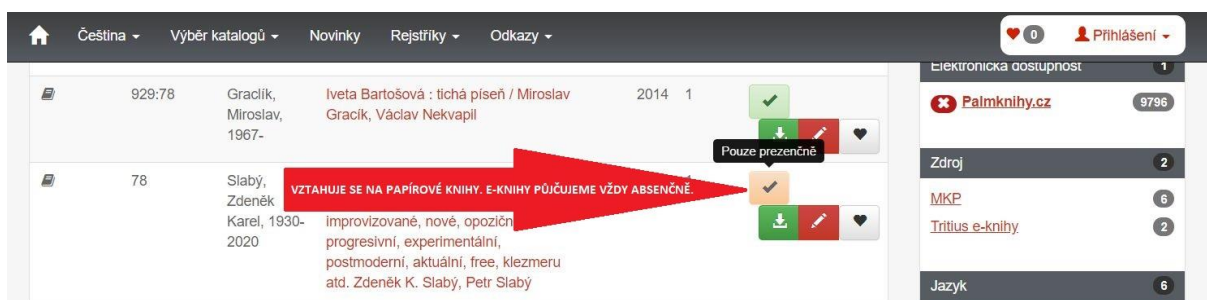 Čeština Výběr katalogů Novinky Rejstříky Odkazy 0 Přihlášení
Elektronická dostupnost 1
929:78 Graclík, Iveta Bartošová : tichá píseň / Miroslav 2014 1
Miroslav, Gracík, Václav Nekvapil
1967-
Palmknihy.cz 9796
Pouze prezenčně
Zdroj 2
78 Slabý,
Zdeněk
Karel, 1930-
2020
VZTAHUJE SE NA PAPÍROVÉ KNIHY. E-KNIHY PŮJČUJEME VŽDY ABSENČNĚ.
improvizované, nové, opoziční
progresivní, experimentální,
postmoderní, aktuální, free, klezmeru
atd. Zdeněk K. Slabý, Petr Slabý
MKP 6
Tritius e-knihy 2
Jazyk 6